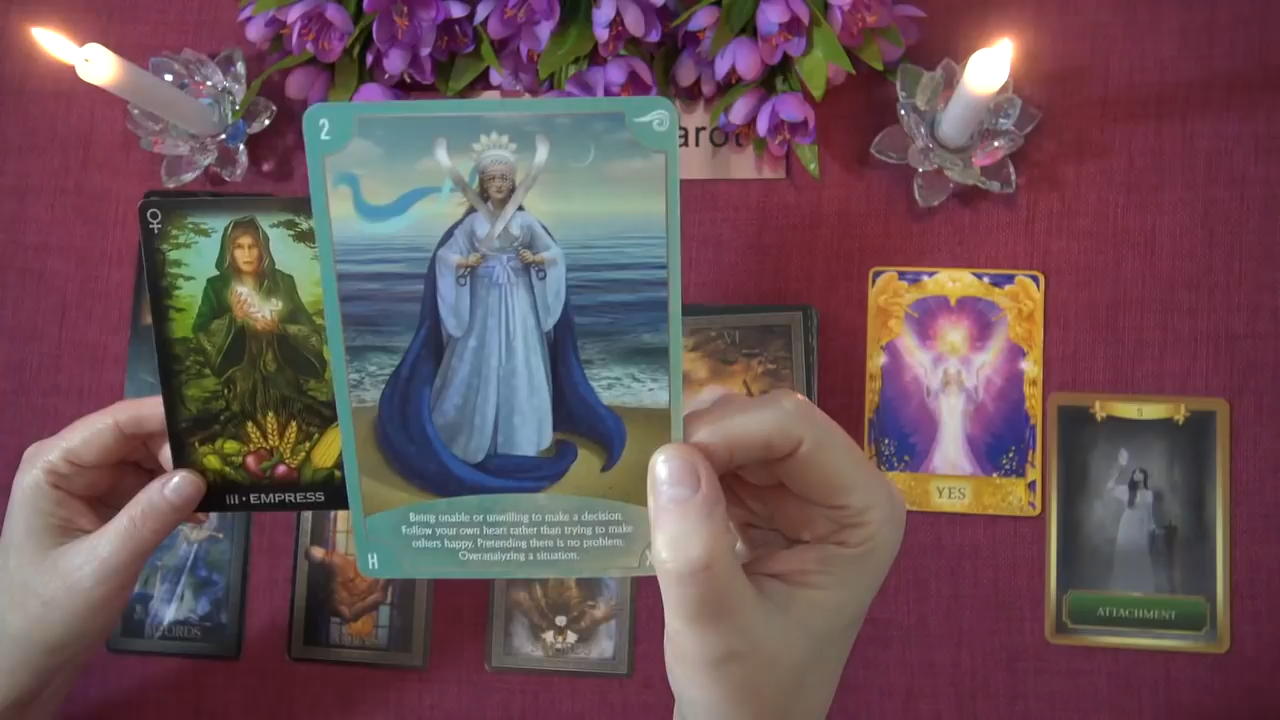 arot
2
VI
III • EMPRESS
Being unable or unwilling to make a decision.
Follow your own heart rather than trying to make
others happy. Pretending there is no problem.
Overanalyzing a situation.
H
YES
ATTACHMENT